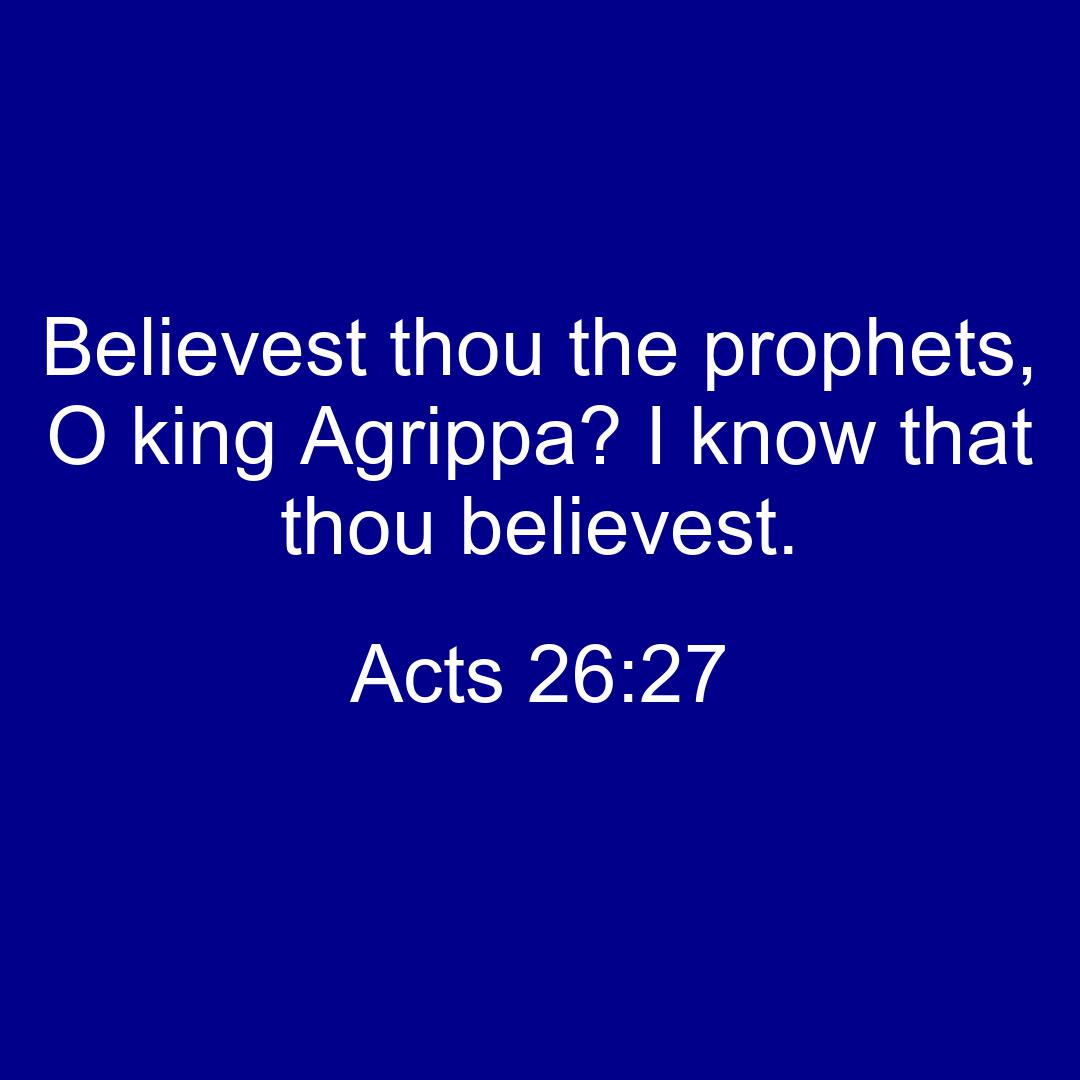 Believest thou the prophets,
O king Agrippa? I know that
thou believest.
Acts 26:27